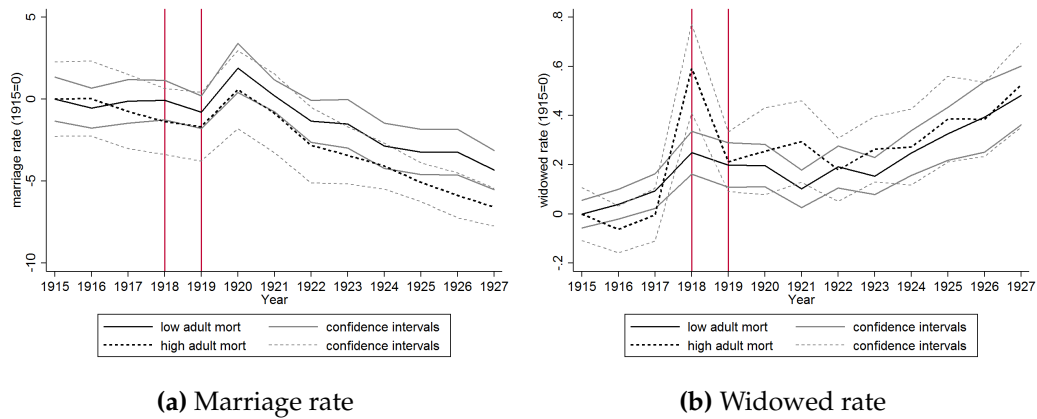 marriage rate (1915=0)
5
0
-5
-10
1915 1916 1917 1918 1919 1920 1921 1922 1923 1924 1925 1926 1927
Year
low adult mort confidence intervals
high adult mort confidence intervals
(a) Marriage rate
widowed rate (1915=0)
.8
.6
.4
.2
0
-.2
1915 1916 1917 1918 1919 1920 1921 1922 1923 1924 1925 1926 1927
Year
low adult mort confidence intervals
high adult mort confidence intervals
(b) Widowed rate